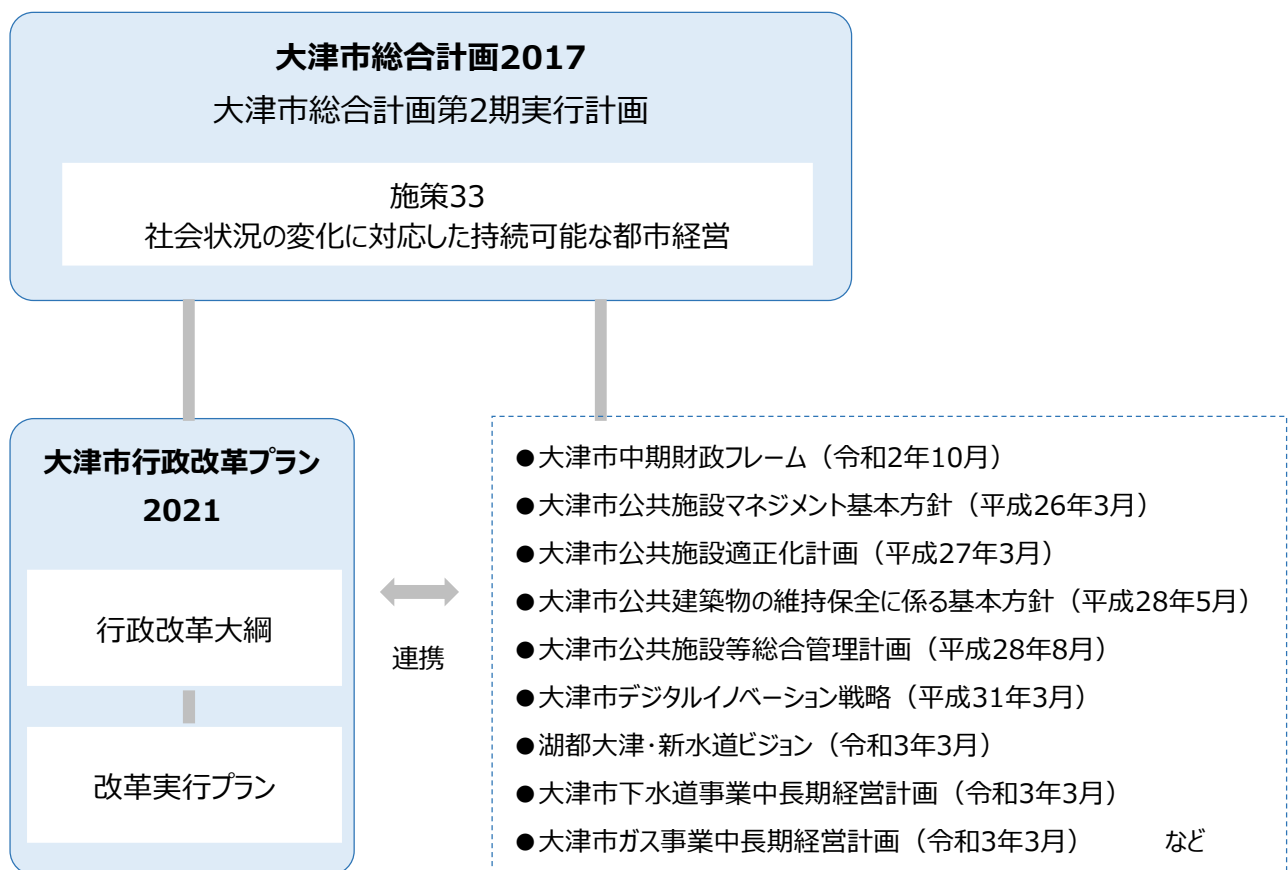 大津市総合計画2017
大津市総合計画第2期実行計画
施策33
社会状況の変化に対応した持続可能な都市経営
大津市行政改革プラン
2021
行政改革大綱
改革実行プラン
連携
●大津市中期財政フレーム（令和2年10月）
●大津市公共施設マネジメント基本方針（平成26年3月）
●大津市公共施設適正化計画（平成27年3月）
●大津市公共建築物の維持保全に係る基本方針（平成28年5月）
●大津市公共施設等総合管理計画（平成28年8月）
●大津市デジタルイノベーション戦略（平成31年3月）
●湖都大津・新水道ビジョン（令和3年3月）
●大津市下水道事業中長期経営計画（令和3年3月）
●大津市ガス事業中長期経営計画（令和3年3月）　　など